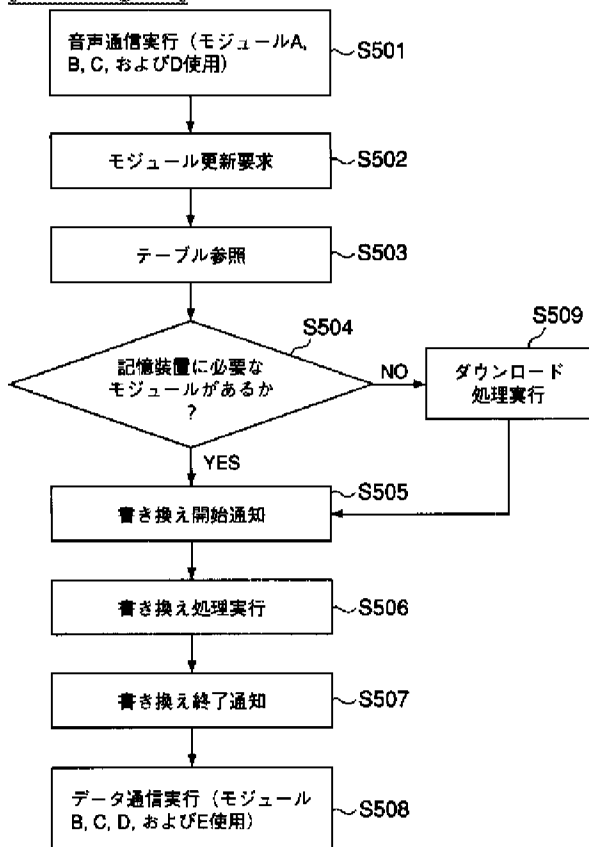 音声通信実行（モジュールA,
B, C, およびD使用）
S501
モジュール更新要求
S502
テーブル参照
S503
S504
記憶装置に必要な
モジュールがあるか
?
NO
S509
ダウンロード
処理実行
YES
書き換え開始通知
S505
書き換え処理実行
S506
書き換え終了通知
S507
データ通信実行（モジュール
B, C, D, およびE使用）
S508